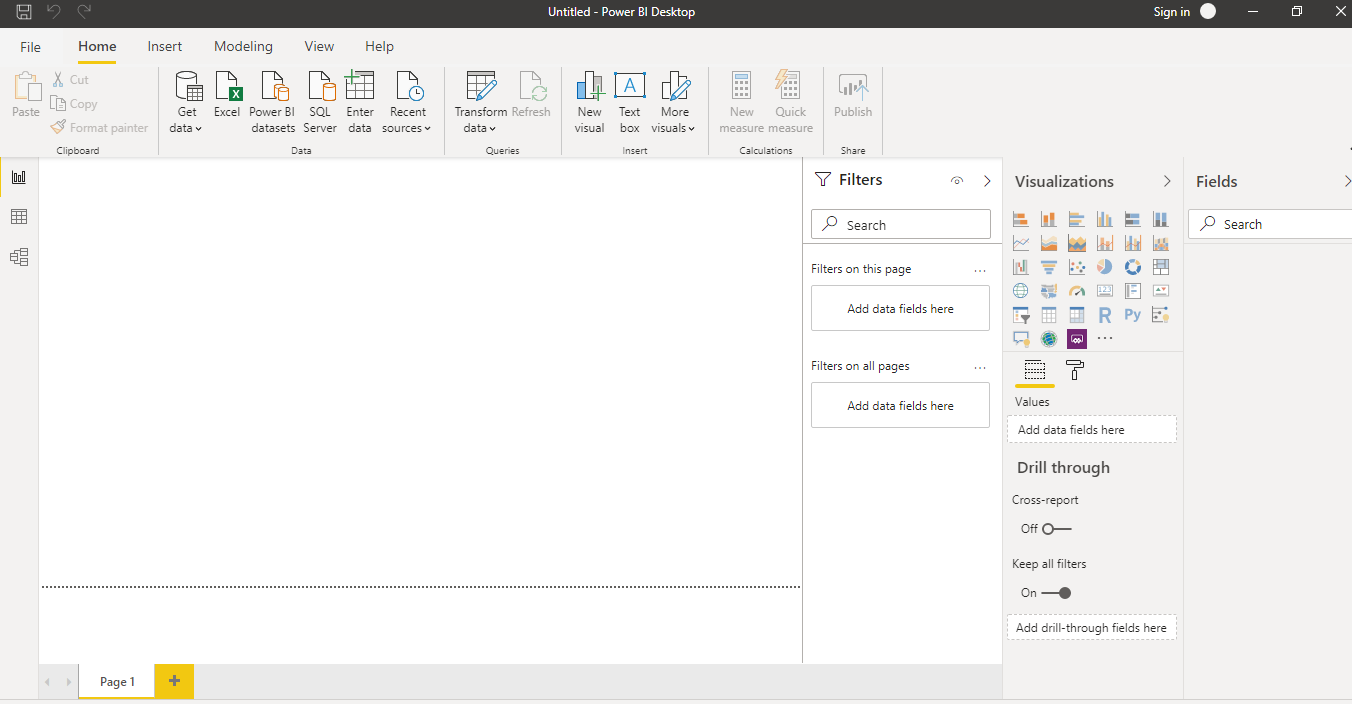 Untitled - Power BI Desktop
Sign in
File Home Insert Modeling View Help
Paste
Cut
Copy
Format painter
Clipboard
Get data
Excel
Power BI datasets
SQL Server
Enter data
Recent sources
Data
Transform data
Refresh
Queries
New visual
Text box
More visuals
Insert
New measure
Quick measure
Calculations
Publish
Share
Filters
Search
Filters on this page
...
Add data fields here
Filters on all pages
...
Add data fields here
Visualizations
123
R
Py
...
Values
Add data fields here
Drill through
Cross-report
Off
Keep all filters
On
Add drill-through fields here
Fields
Search
Page 1
+